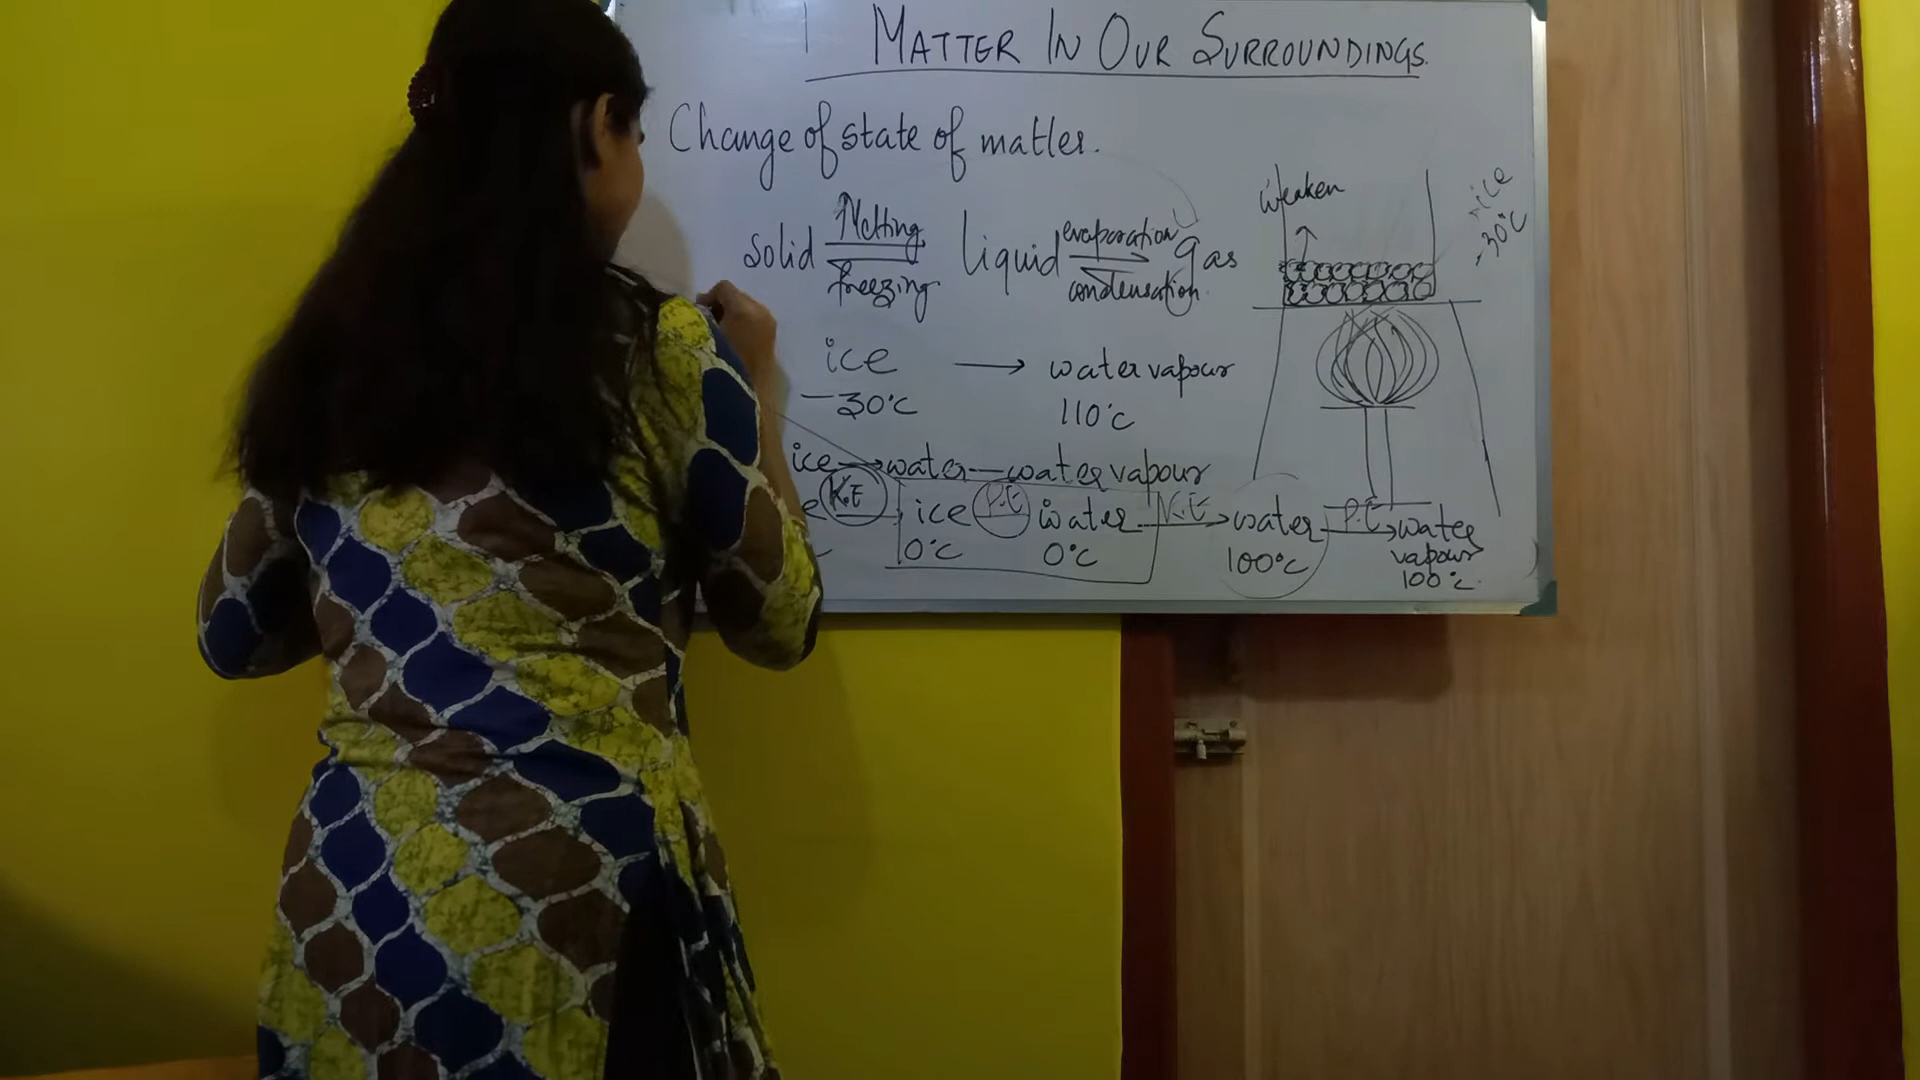 1 MATTER IN OUR SURROUNDINGS.
Change of state of matter.
solid Melting freezing Liquid evaporation condensation gas
weaken
ice
-30°C
ice → water vapour
-30°C 110°C
ice → water — water vapour
e K.E ice P.E water K.E → water P.E → water vapour
0°C 0°C 100°C 100°C.